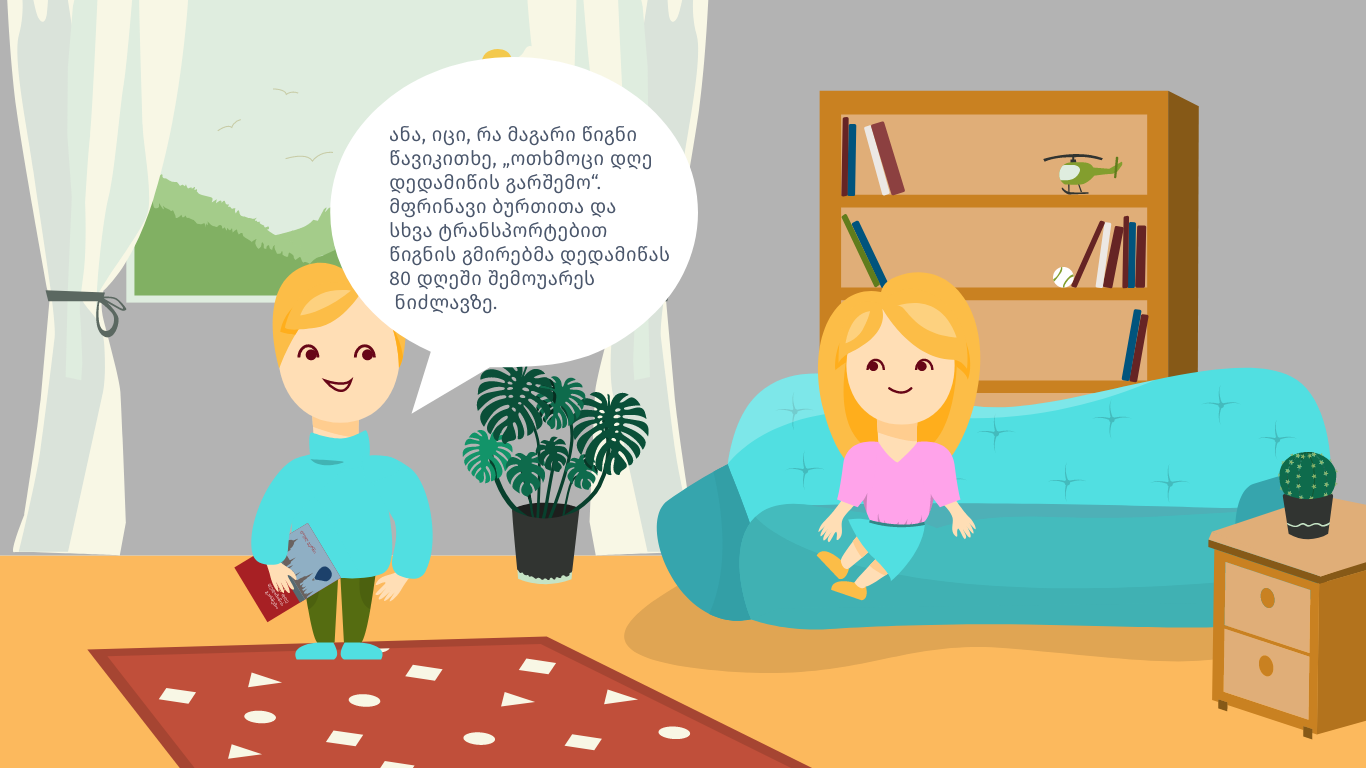 ანა, იცი, რა მაგარი წიგნი
წავიკითხე, „ოთხმოცი დღე
დედამიწის გარშემო“.
მფრინავი ბურთითა და
სხვა ტრანსპორტებით
წიგნის გმირებმა დედამიწას
80 დღეში შემოუარეს
ნიძლავზე.